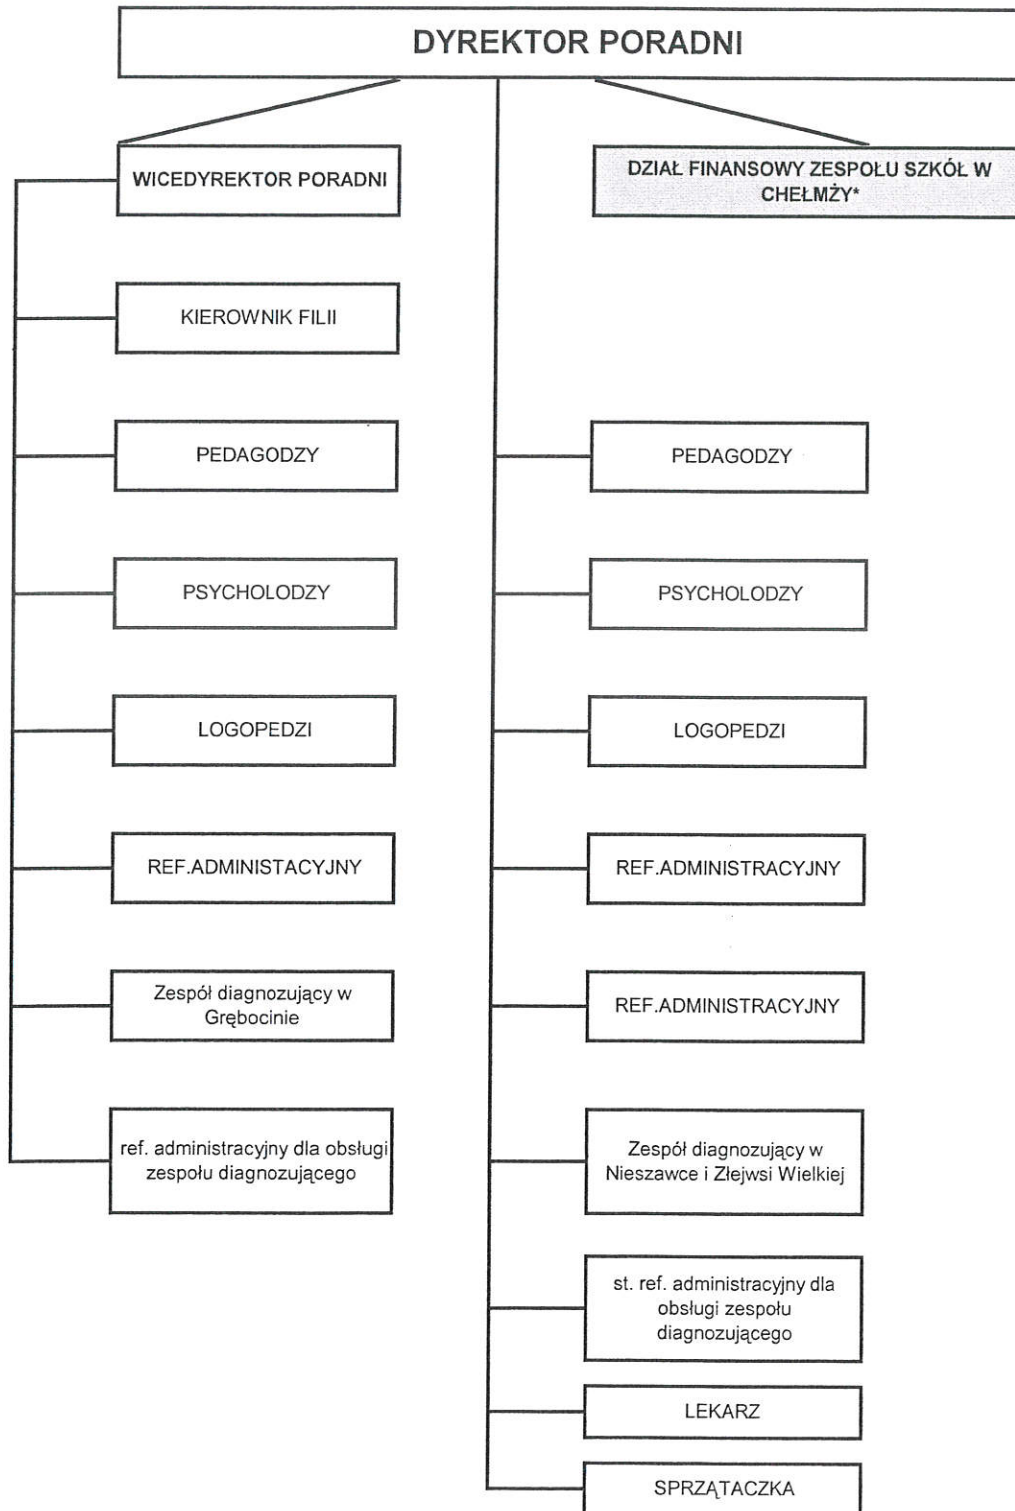 DYREKTOR PORADNI
WICEDYREKTOR PORADNI
DZIAŁ FINANSOWY ZESPOŁU SZKÓŁ W
CHEŁMŻY*
KIEROWNIK FILII
PEDAGODZY
PEDAGODZY
PSYCHOLODZY
PSYCHOLODZY
LOGOPEDZI
LOGOPEDZI
REF.ADMINISTACYJNY
REF.ADMINISTRACYJNY
Zespół diagnozujący w
Grębocinie
REF.ADMINISTRACYJNY
ref. administracyjny dla obsługi
zespołu diagnozującego
Zespół diagnozujący w
Nieszawce i Złejwsi Wielkiej
st. ref. administracyjny dla
obsługi zespołu
diagnozującego
LEKARZ
SPRZĄTACZKA